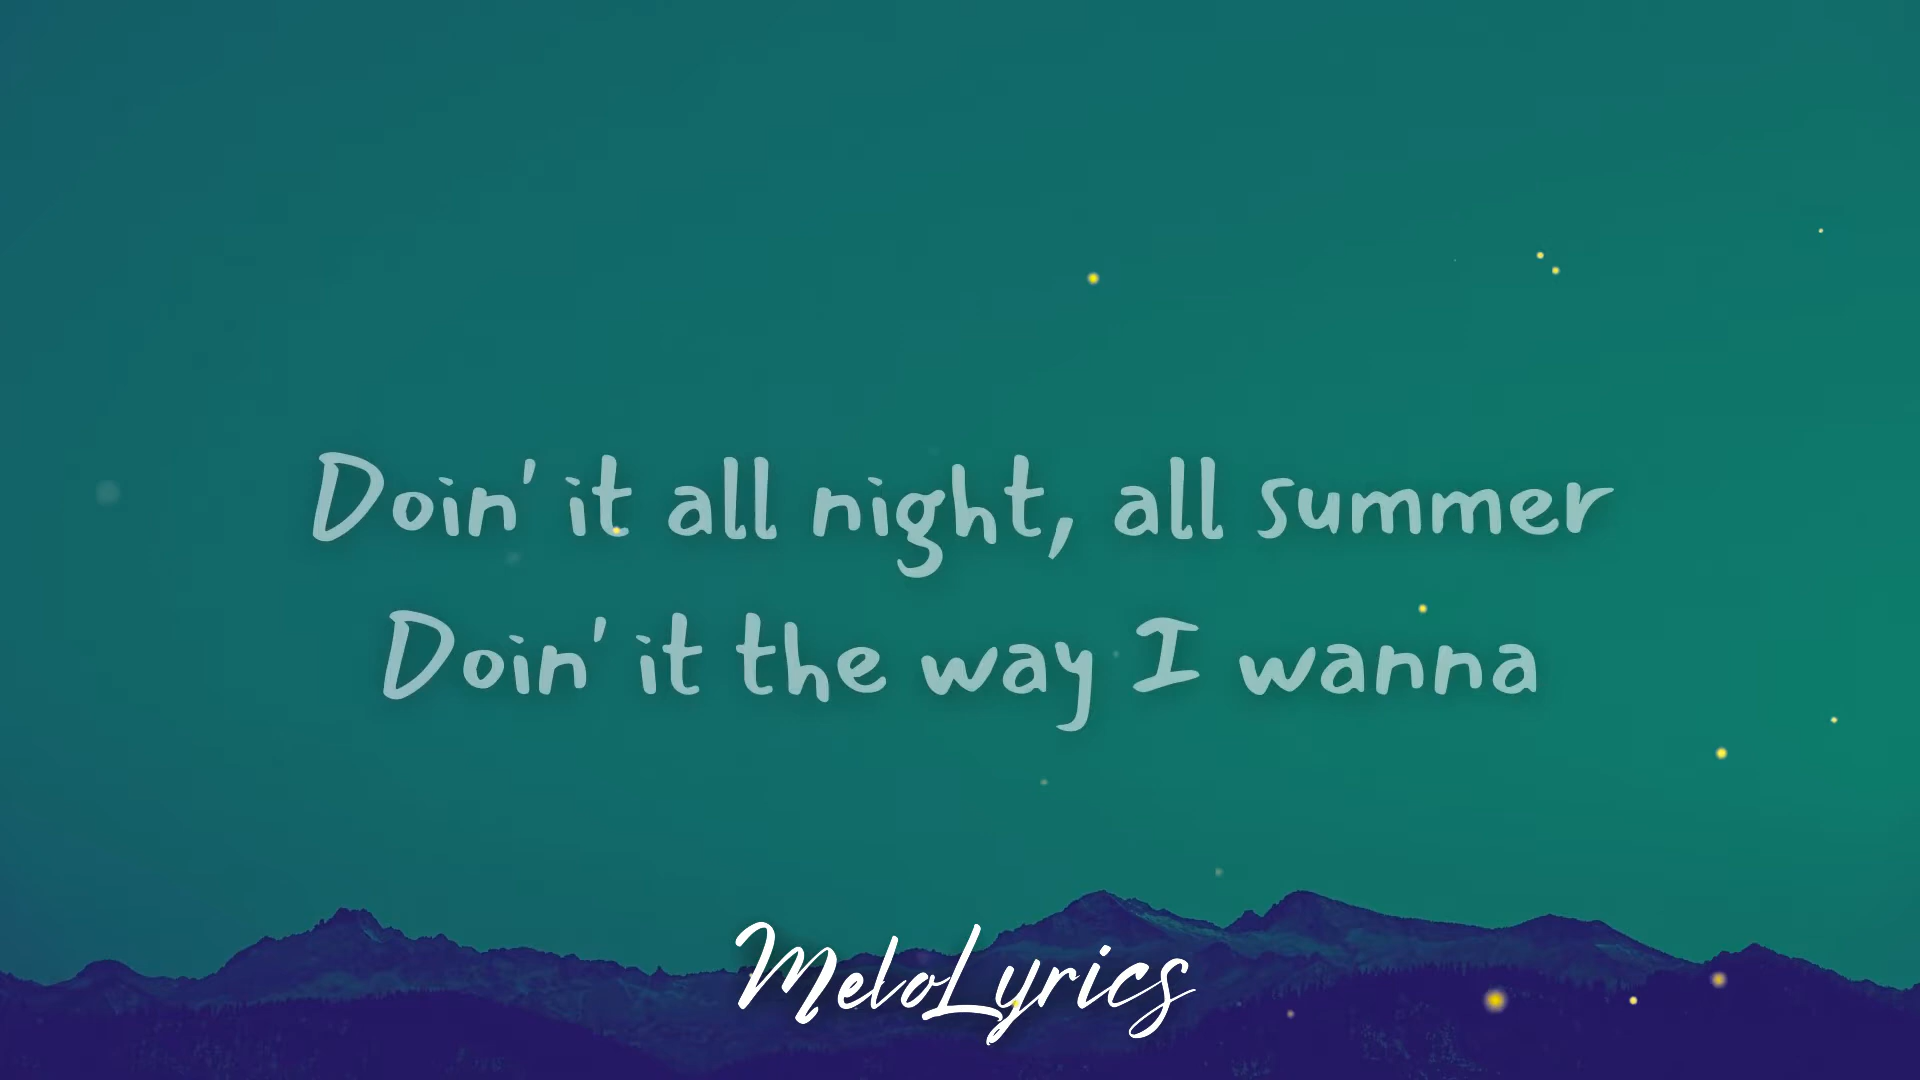 Doin' it all night, all summer
Doin' it the way I wanna
MeloLyrics